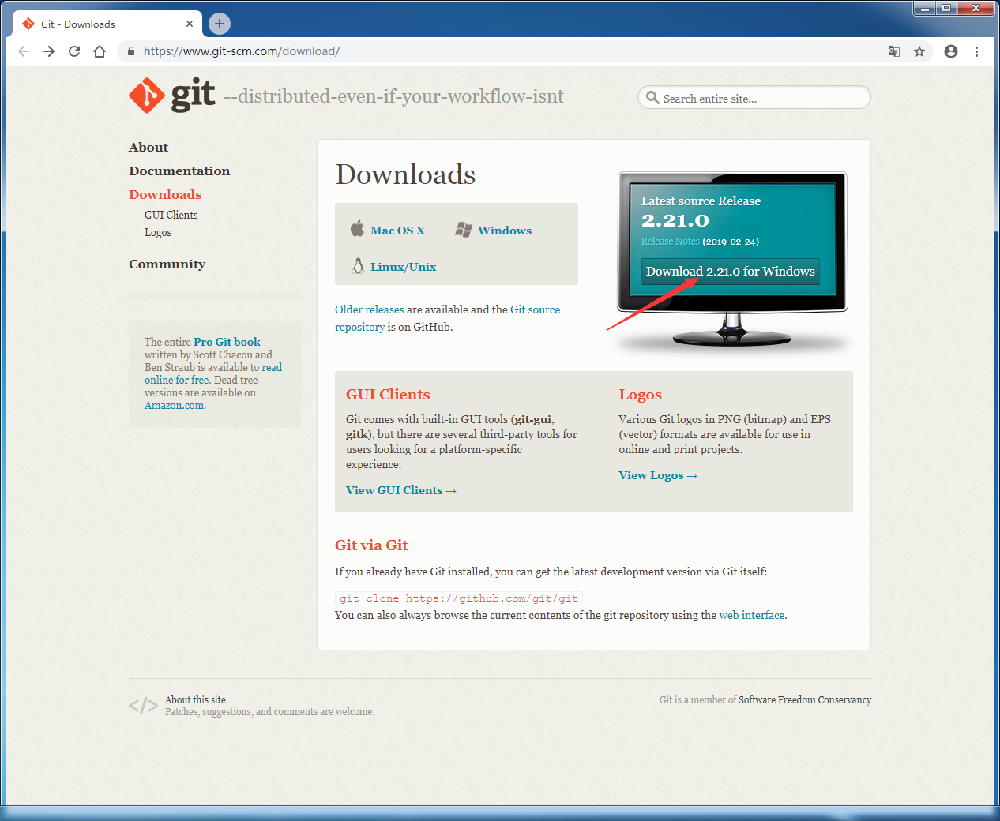 Git - Downloads
https://www.git-scm.com/download/
git --distributed-even-if-your-workflow-isnt
Search entire site...
About
Documentation
Downloads
GUI Clients
Logos
Community
The entire Pro Git book
written by Scott Chacon and
Ben Straub is available to read
online for free. Dead tree
versions are available on
Amazon.com.
Downloads
Mac OS X
Windows
Linux/Unix
Older releases are available and the Git source
repository is on GitHub.
Latest source Release
2.21.0
Release Notes (2019-02-24)
Download 2.21.0 for Windows
GUI Clients
Git comes with built-in GUI tools (git-gui,
gitk), but there are several third-party tools for
users looking for a platform-specific
experience.
View GUI Clients →
Logos
Various Git logos in PNG (bitmap) and EPS
(vector) formats are available for use in
online and print projects.
View Logos →
Git via Git
If you already have Git installed, you can get the latest development version via Git itself:
git clone https://github.com/git/git
You can also always browse the current contents of the git repository using the web interface.
</> About this site
Patches, suggestions, and comments are welcome.
Git is a member of Software Freedom Conservancy